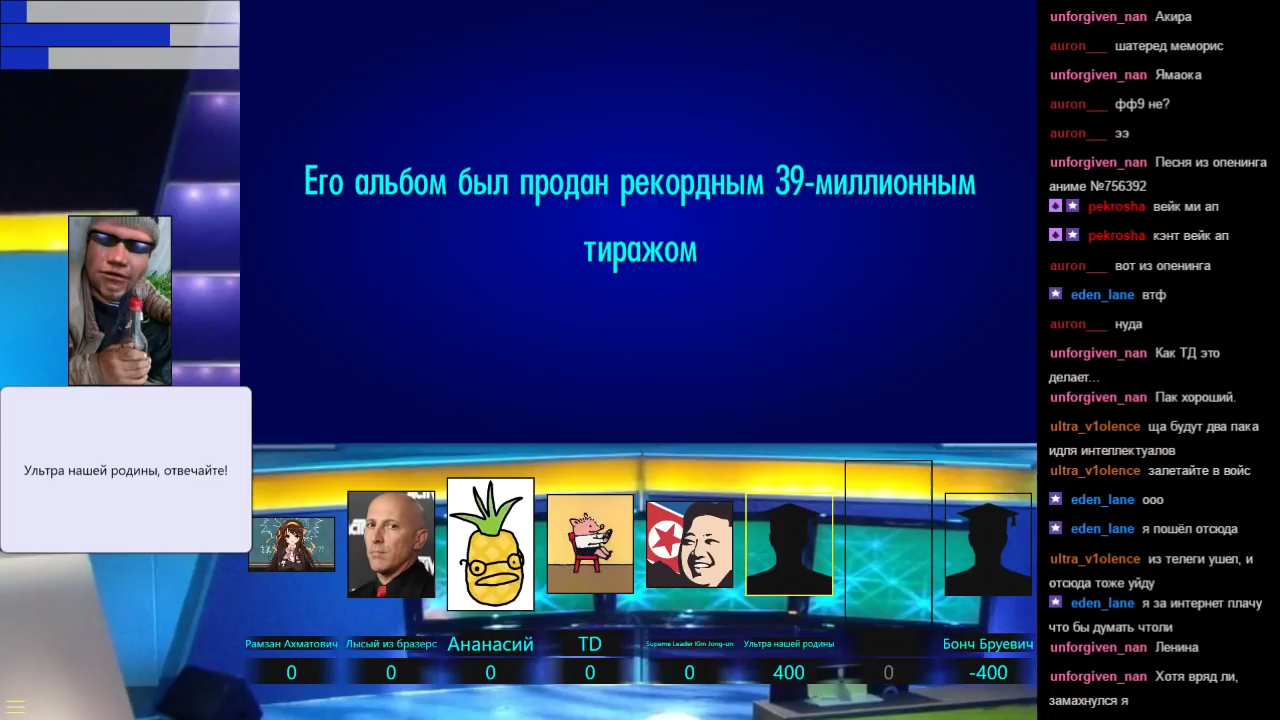 Его альбом был продан рекордным 39-миллионным
тиражом
Ультра нашей родины, отвечайте!
Рамзан Ахматович
Лысый из бразерс
Ананасий
TD
Supeme Leader Kim Jong-un
Ультра нашей родины
Бонч Бруевич
0
0
0
0
0
400
0
-400
unforgiven_nan Акира
auron___ шатеред меморис
unforgiven_nan Ямаока
auron___ фф9 не?
auron___ ээ
unforgiven_nan Песня из опенинга
аниме №756392
pekrosha вейк ми ап
pekrosha кэнт вейк ап
auron___ вот из опенинга
eden_lane втф
auron___ нуда
unforgiven_nan Как ТД это
делает...
unforgiven_nan Пак хороший.
ultra_v1olence ща будут два пака
идля интеллектуалов
ultra_v1olence залетайте в войс
eden_lane ооо
eden_lane я пошёл отсюда
ultra_v1olence из телеги ушел, и
отсюда тоже уйду
eden_lane я за интернет плачу
что бы думать чтоли
unforgiven_nan Ленина
unforgiven_nan Хотя вряд ли,
замахнулся я